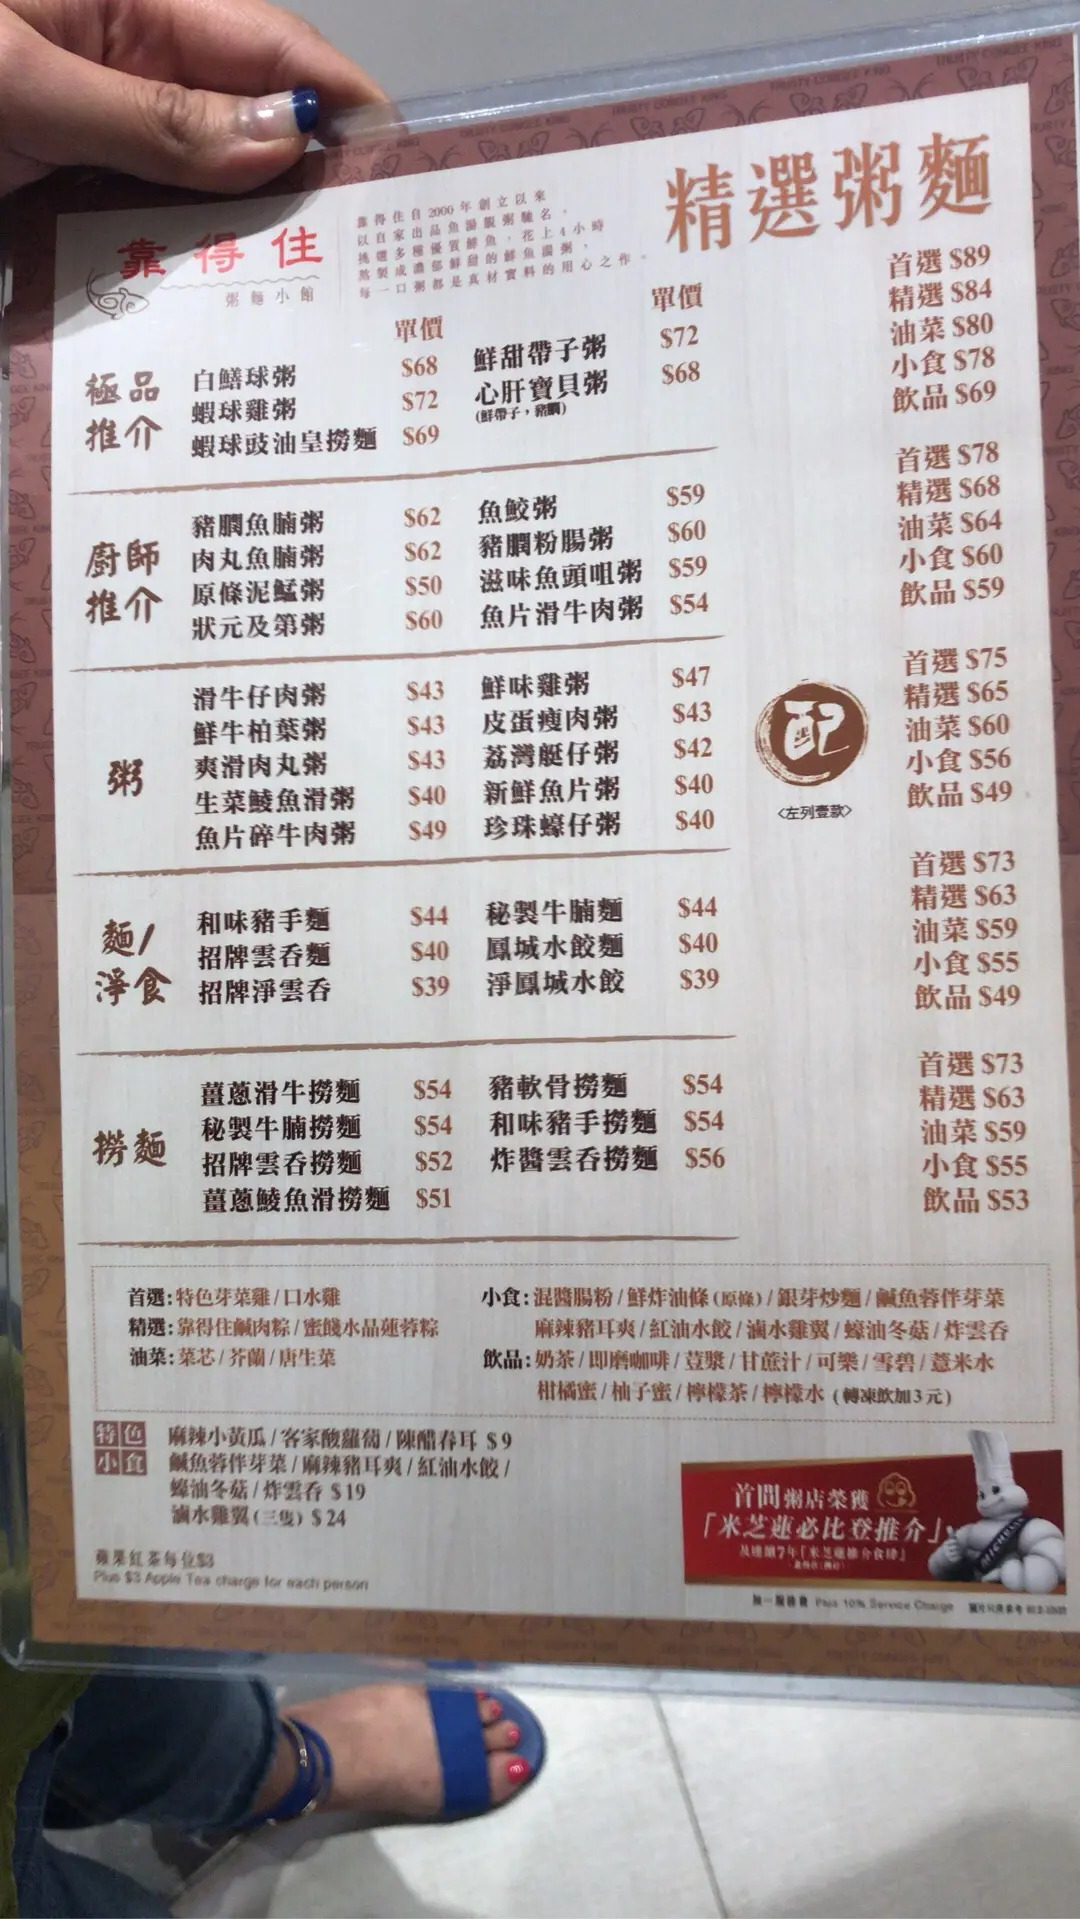 精選粥麵
靠得住
粥麵小館
靠得住自2000年創立以來
以自家出品魚湯靚粥馳名。
挑選多種優質鮮魚，花上4小時
熬製成濃郁鮮甜的鮮魚湯粥，
每一口粥都是真材實料的用心之作。
單價 單價
極品推介
白鱔球粥 $68 鮮甜帶子粥 $72
蝦球雞粥 $72 心肝寶貝粥 $68
(鮮帶子，豬膶)
蝦球豉油皇撈麵 $69
首選 $89
精選 $84
油菜 $80
小食 $78
飲品 $69
廚師推介
豬膶魚腩粥 $62 魚鮫粥 $59
肉丸魚腩粥 $62 豬膶粉腸粥 $60
原條泥鯭粥 $50 滋味魚頭咀粥 $59
狀元及第粥 $60 魚片滑牛肉粥 $54
首選 $78
精選 $68
油菜 $64
小食 $60
飲品 $59
粥
滑牛仔肉粥 $43 鮮味雞粥 $47
鮮牛柏葉粥 $43 皮蛋瘦肉粥 $43
爽滑肉丸粥 $43 荔灣艇仔粥 $42
生菜鯪魚滑粥 $40 新鮮魚片粥 $40
魚片碎牛肉粥 $49 珍珠蠔仔粥 $40
配
〈左列壹款〉
首選 $75
精選 $65
油菜 $60
小食 $56
飲品 $49
麵/淨食
和味豬手麵 $44 秘製牛腩麵 $44
招牌雲吞麵 $40 鳳城水餃麵 $40
招牌淨雲吞 $39 淨鳳城水餃 $39
首選 $73
精選 $63
油菜 $59
小食 $55
飲品 $49
撈麵
薑蔥滑牛撈麵 $54 豬軟骨撈麵 $54
秘製牛腩撈麵 $54 和味豬手撈麵 $54
招牌雲吞撈麵 $52 炸醬雲吞撈麵 $56
薑蔥鯪魚滑撈麵 $51
首選 $73
精選 $63
油菜 $59
小食 $55
飲品 $53
首選:特色芽菜雞/口水雞
精選:靠得住鹹肉粽/蜜餞水晶蓮蓉粽
油菜:菜芯/芥蘭/唐生菜
小食:混醬腸粉/鮮炸油條(原條)/銀芽炒麵/鹹魚蓉伴芽菜
麻辣豬耳爽/紅油水餃/滷水雞翼/蠔油冬菇/炸雲吞
飲品:奶茶/即磨咖啡/荳漿/甘蔗汁/可樂/雪碧/薏米水
柑橘蜜/柚子蜜/檸檬茶/檸檬水(轉凍飲加3元)
特色小食
麻辣小黃瓜/客家酸蘿蔔/陳醋舂耳 $9
鹹魚蓉伴芽菜/麻辣豬耳爽/紅油水餃/
蠔油冬菇/炸雲吞 $19
滷水雞翼(三隻) $24
蘋果紅茶每位$3
Plus $3 Apple Tea charge for each person
首間粥店榮獲
「米芝蓮必比登推介」
及連續7年「米芝蓮推介食肆」
MICHELIN
加一服務費 Plus 10% Service Charge 圖片只供參考